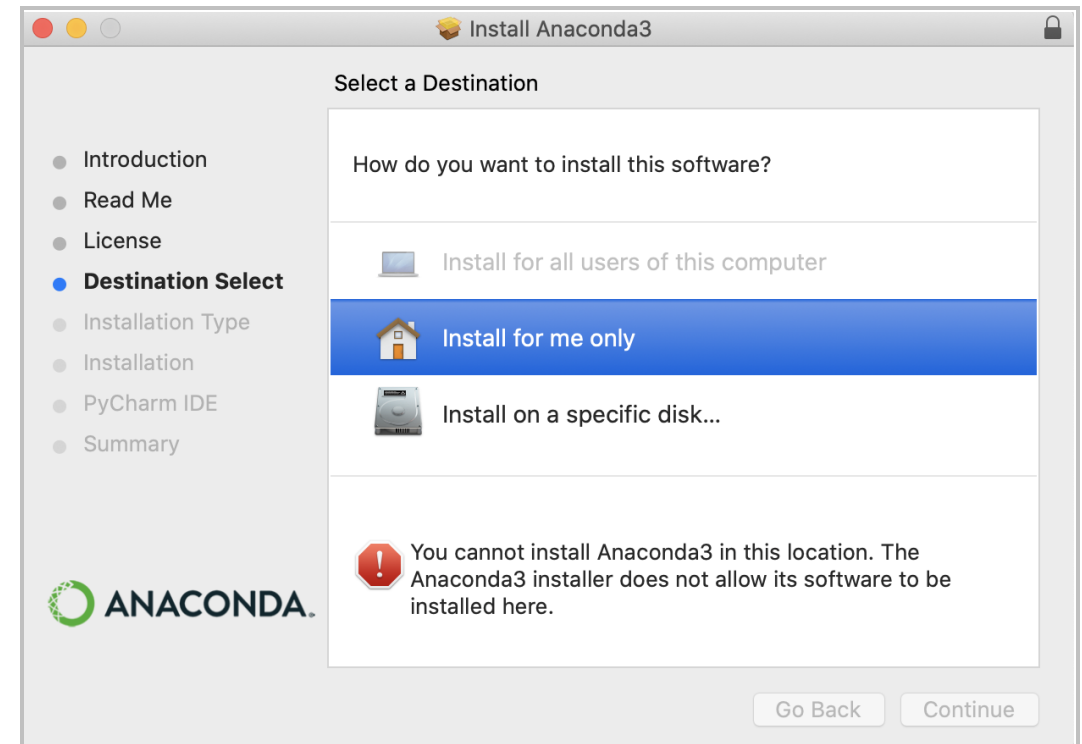 Install Anaconda3
Select a Destination
Introduction
Read Me
License
Destination Select
Installation Type
Installation
PyCharm IDE
Summary
How do you want to install this software?
Install for all users of this computer
Install for me only
Install on a specific disk...
You cannot install Anaconda3 in this location. The
Anaconda3 installer does not allow its software to be
installed here.
ANACONDA.
Go Back
Continue